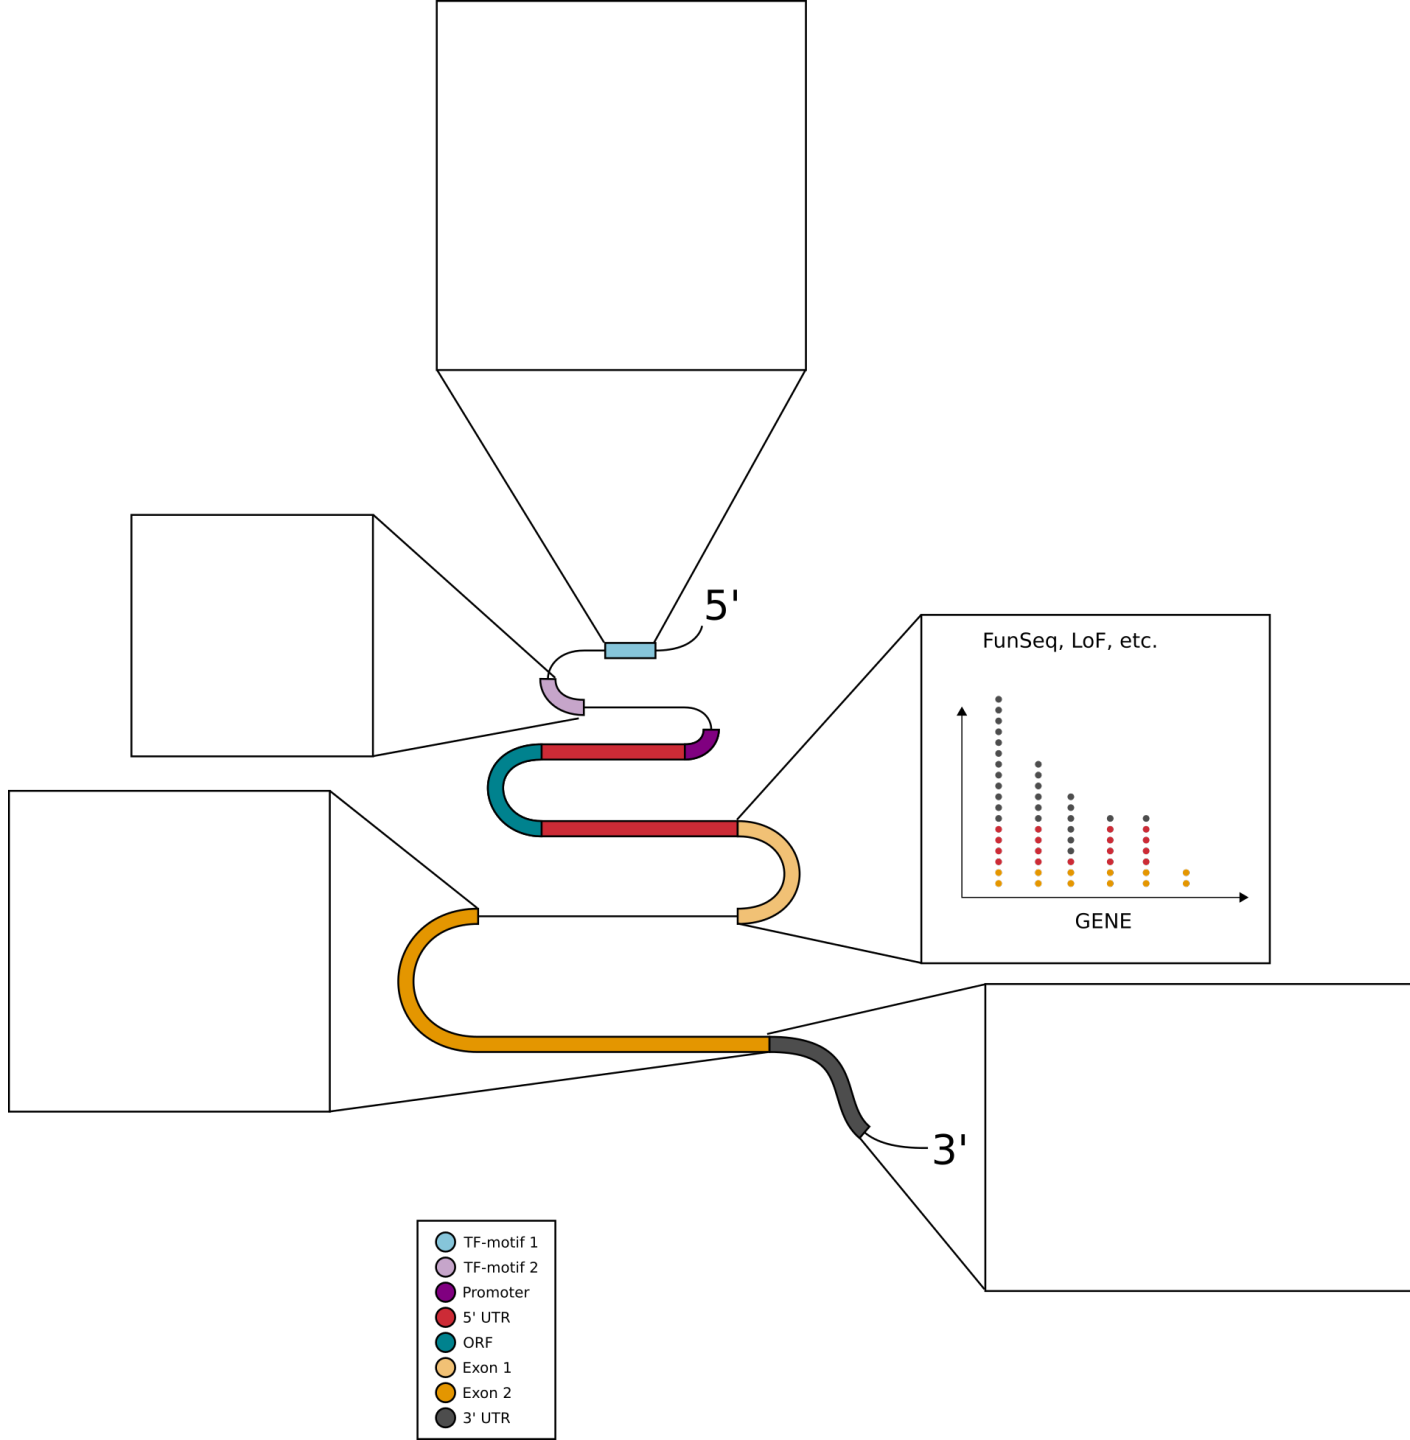 5'
FunSeq, LoF, etc.
GENE
3'
TF-motif 1
TF-motif 2
Promoter
5' UTR
ORF
Exon 1
Exon 2
3' UTR